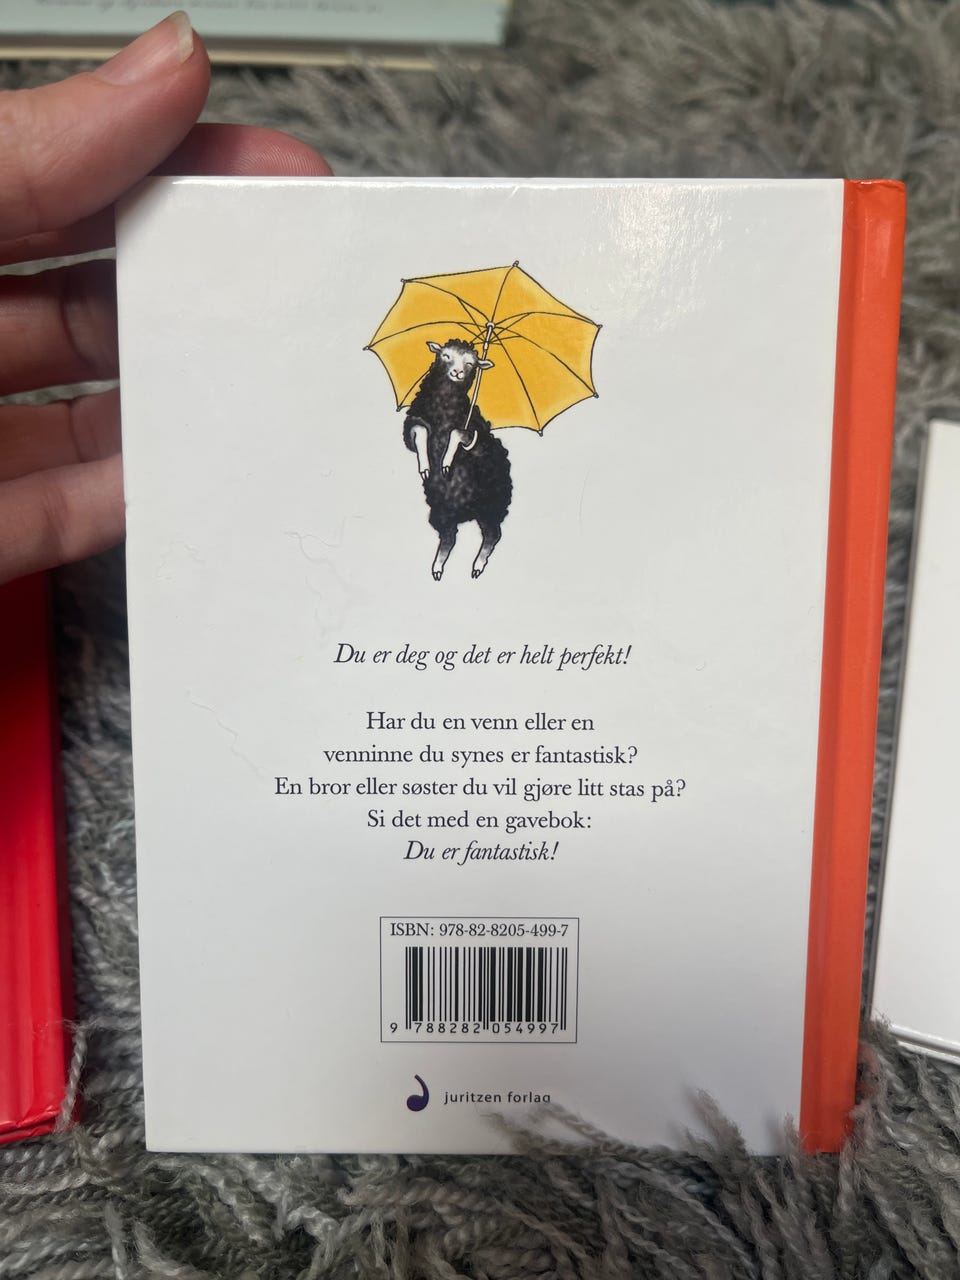 Du er deg og det er helt perfekt!
Har du en venn eller en
venninne du synes er fantastisk?
En bror eller søster du vil gjøre litt stas på?
Si det med en gavebok:
Du er fantastisk!
ISBN: 978-82-8205-499-7
9 788282 054997
juritzen forlag